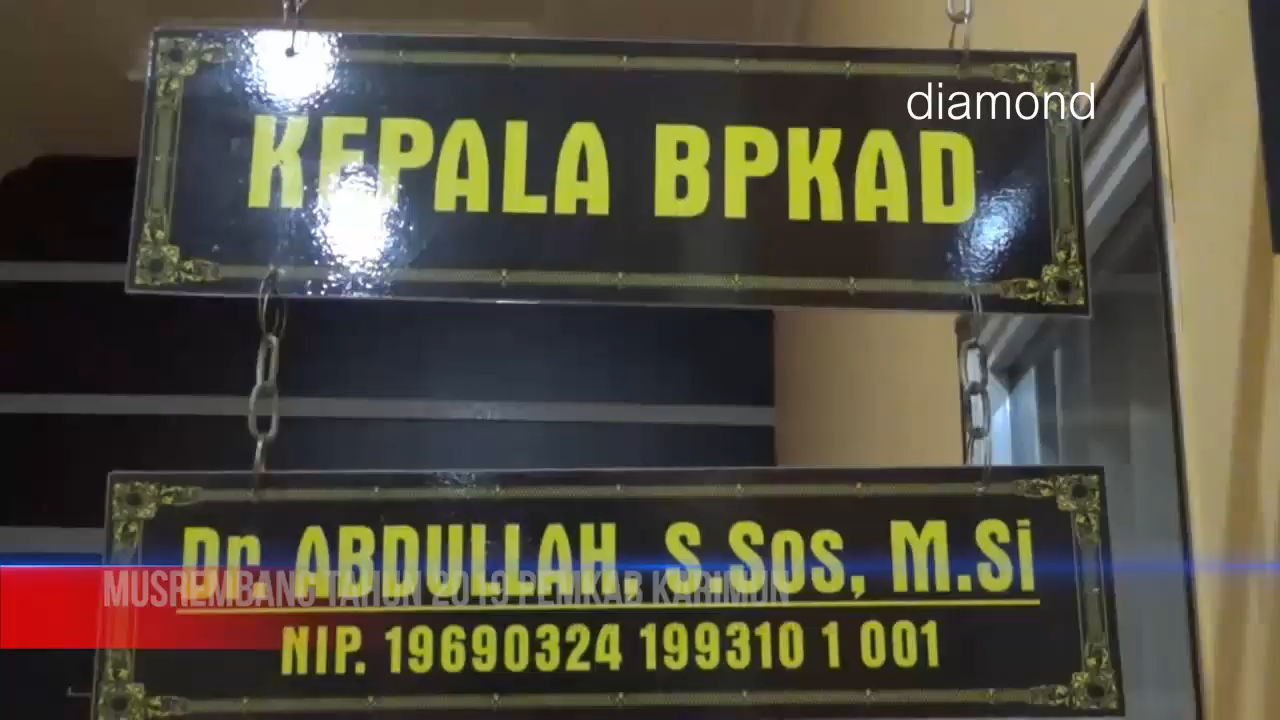 diamond
KEPALA BPKAD
Dr. ABDULLAH, S.Sos, M.Si
MUSREMBANG TAHUN 2019 PEMKAB KARIMUN
NIP. 19690324 199310 1 001